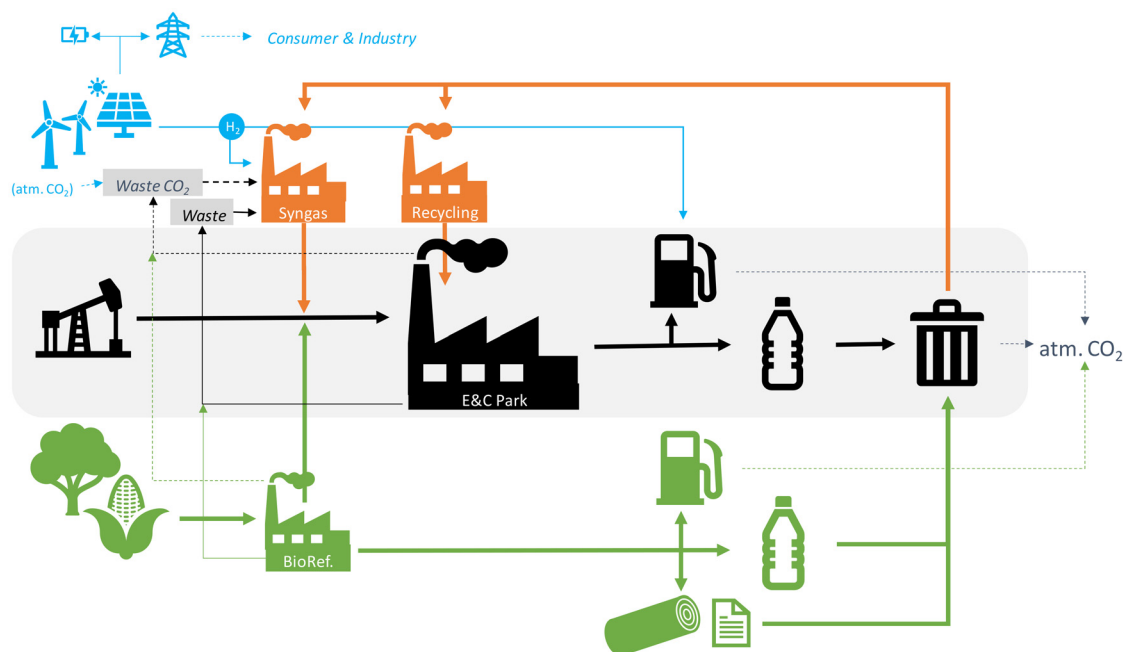 Consumer & Industry
H₂
(atm. CO₂)
Waste CO₂
Waste
Syngas
Recycling
E&C Park
atm. CO₂
BioRef.